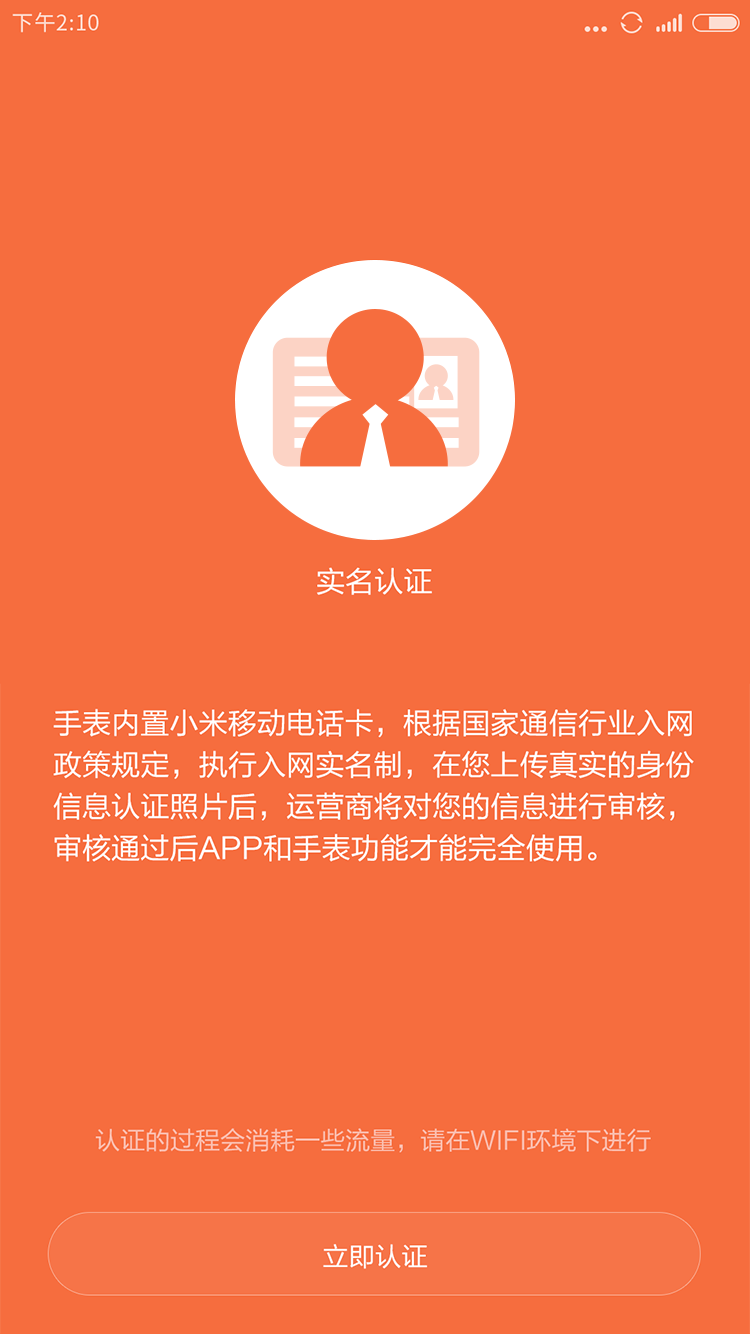 下午2:10
实名认证
手表内置小米移动电话卡，根据国家通信行业入网
政策规定，执行入网实名制，在您上传真实的身份
信息认证照片后，运营商将对您的信息进行审核，
审核通过后APP和手表功能才能完全使用。
认证的过程会消耗一些流量，请在WIFI环境下进行
立即认证